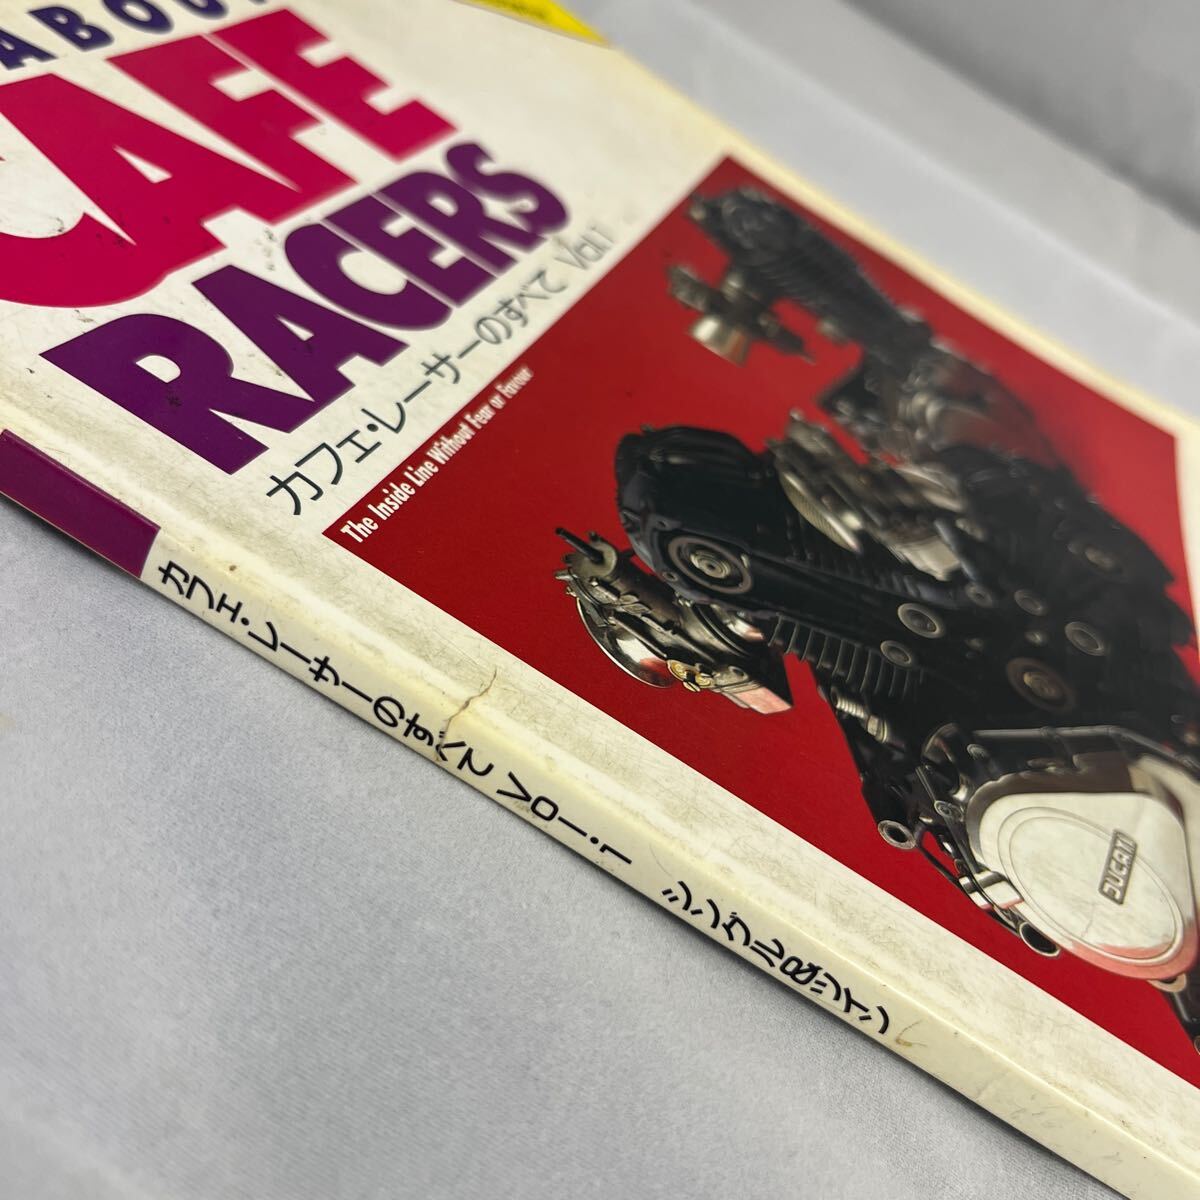 ABOUT
CAFE
RACERS
カフェ・レーサーのすべて Vol.1
The Inside Line Without Fear or Favour
DUCATI
カフェ・レーサーのすべて Vol.1 シングル&ツイン